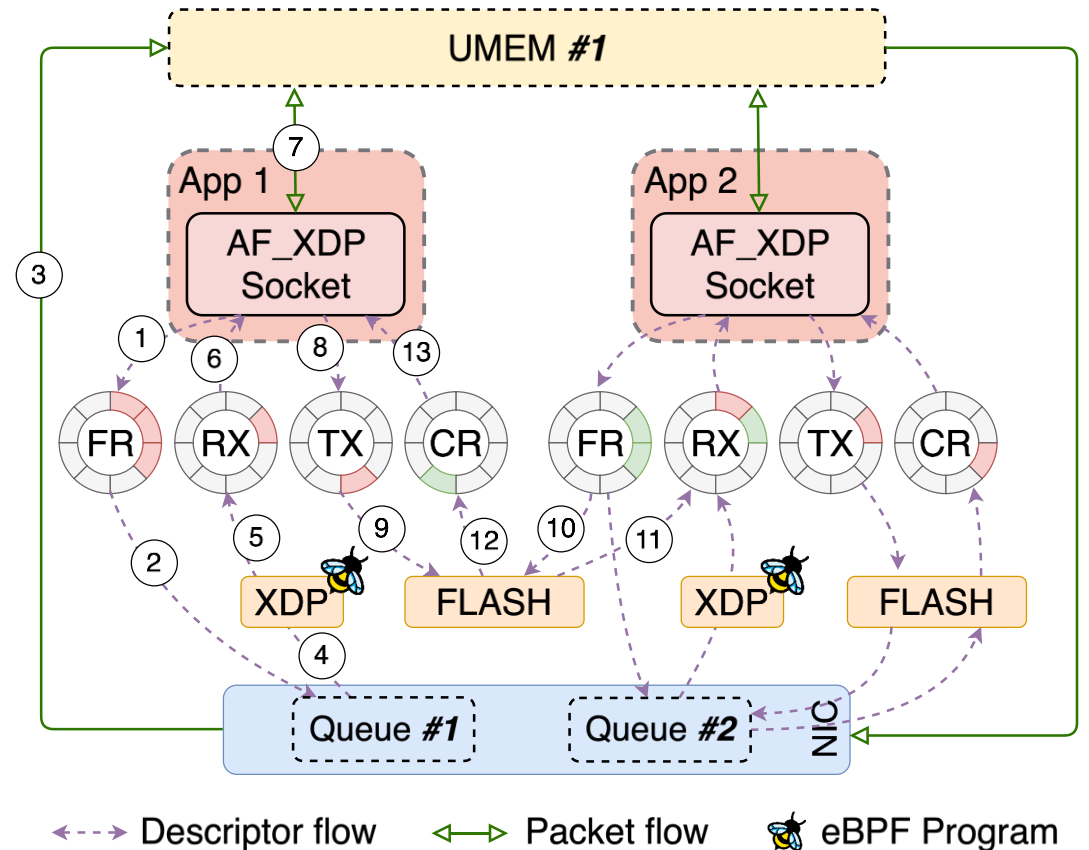 UMEM #1
7
App 1
App 2
AF_XDP
Socket
AF_XDP
Socket
3
1
6
8
13
FR
RX
TX
CR
FR
RX
TX
CR
2
5
9
12
10
11
XDP
FLASH
XDP
FLASH
4
Queue #1
Queue #2
NIC
Descriptor flow
Packet flow
eBPF Program